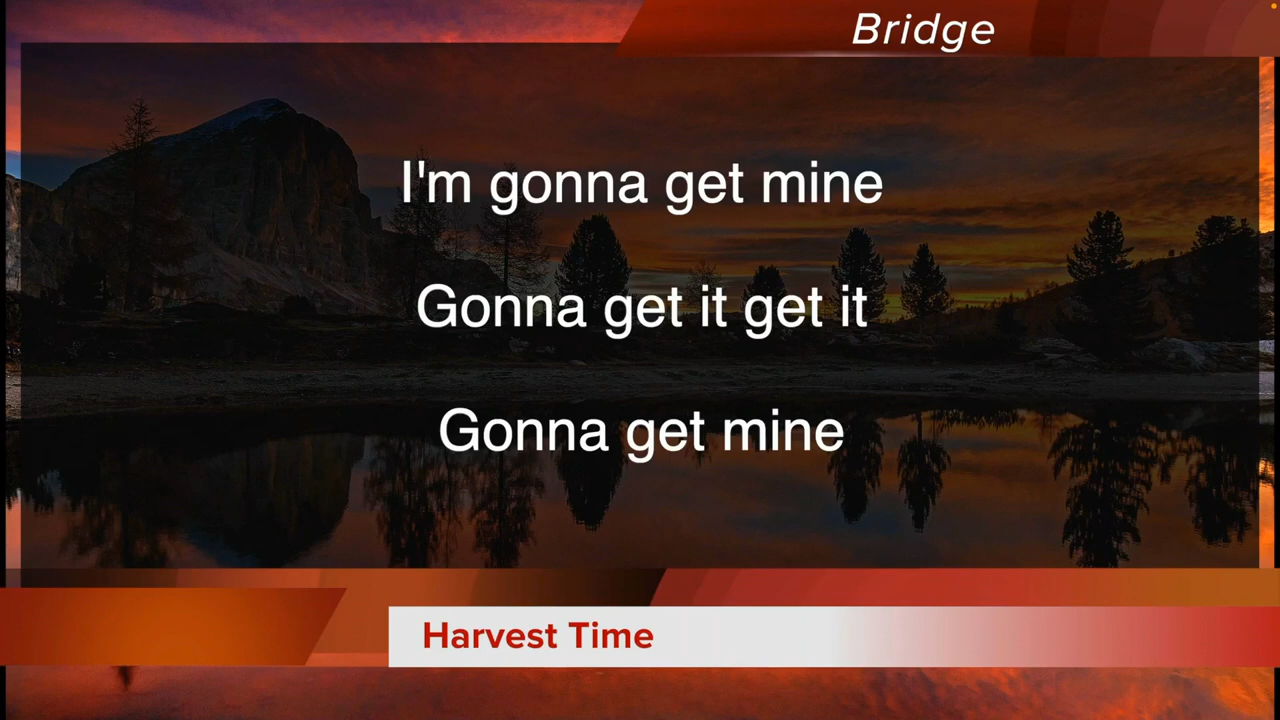 Bridge
I'm gonna get mine
Gonna get it get it
Gonna get mine
Harvest Time